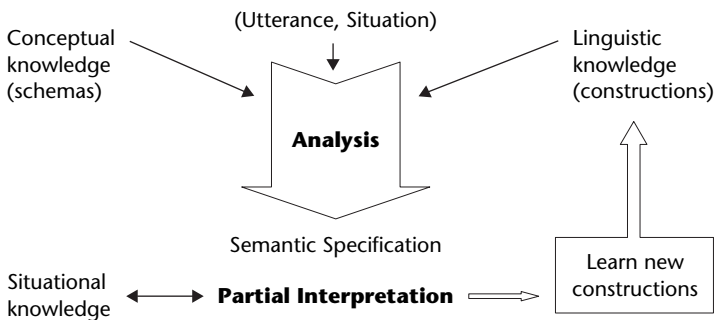 (Utterance, Situation)
Conceptual
knowledge
(schemas)
Linguistic
knowledge
(constructions)
Analysis
Semantic Specification
Situational
knowledge
Partial Interpretation
Learn new
constructions